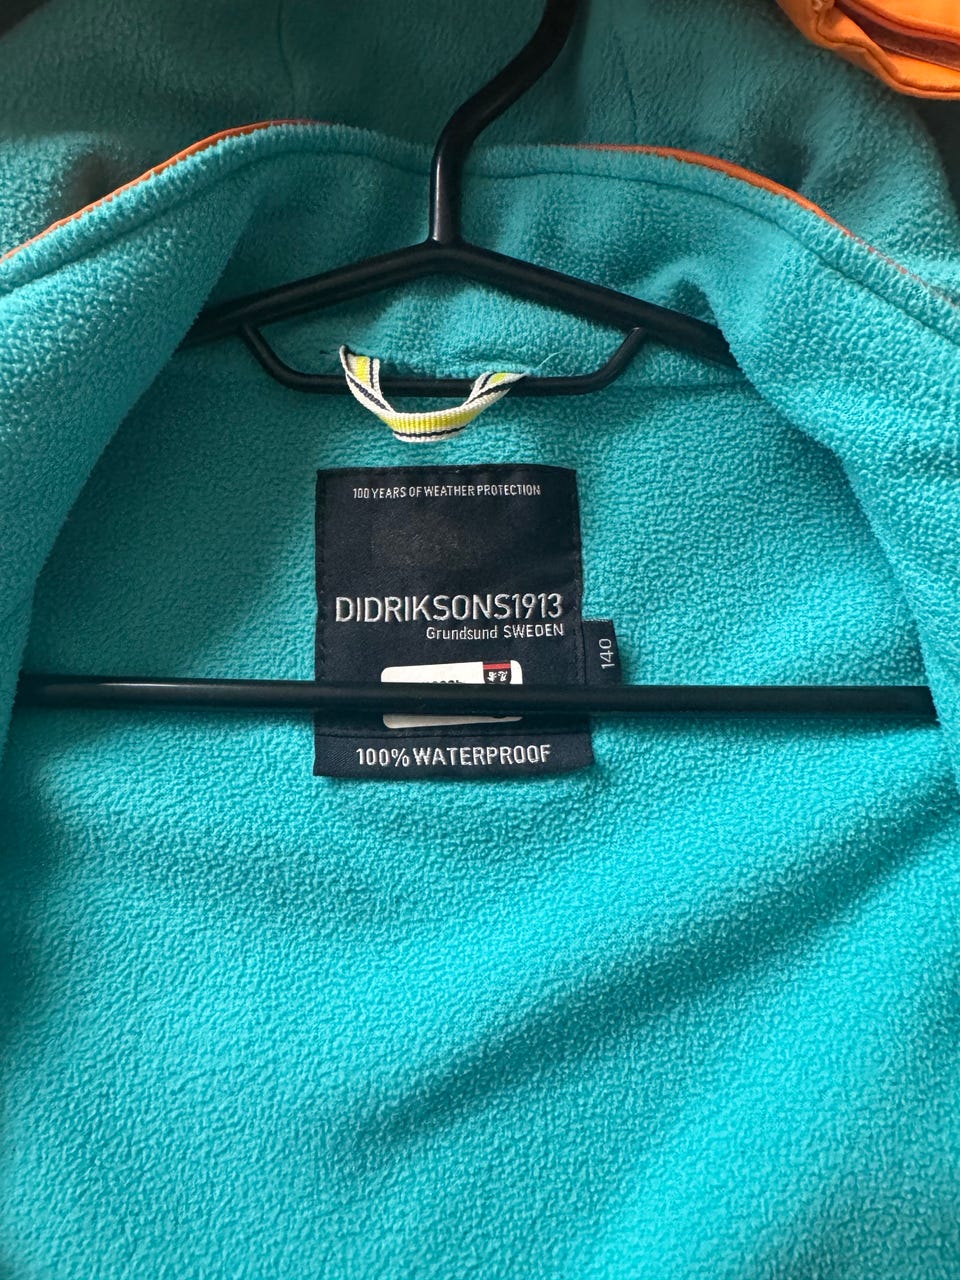 100 YEARS OF WEATHER PROTECTION
DIDRIKSONS1913
Grundsund SWEDEN
140
100% WATERPROOF